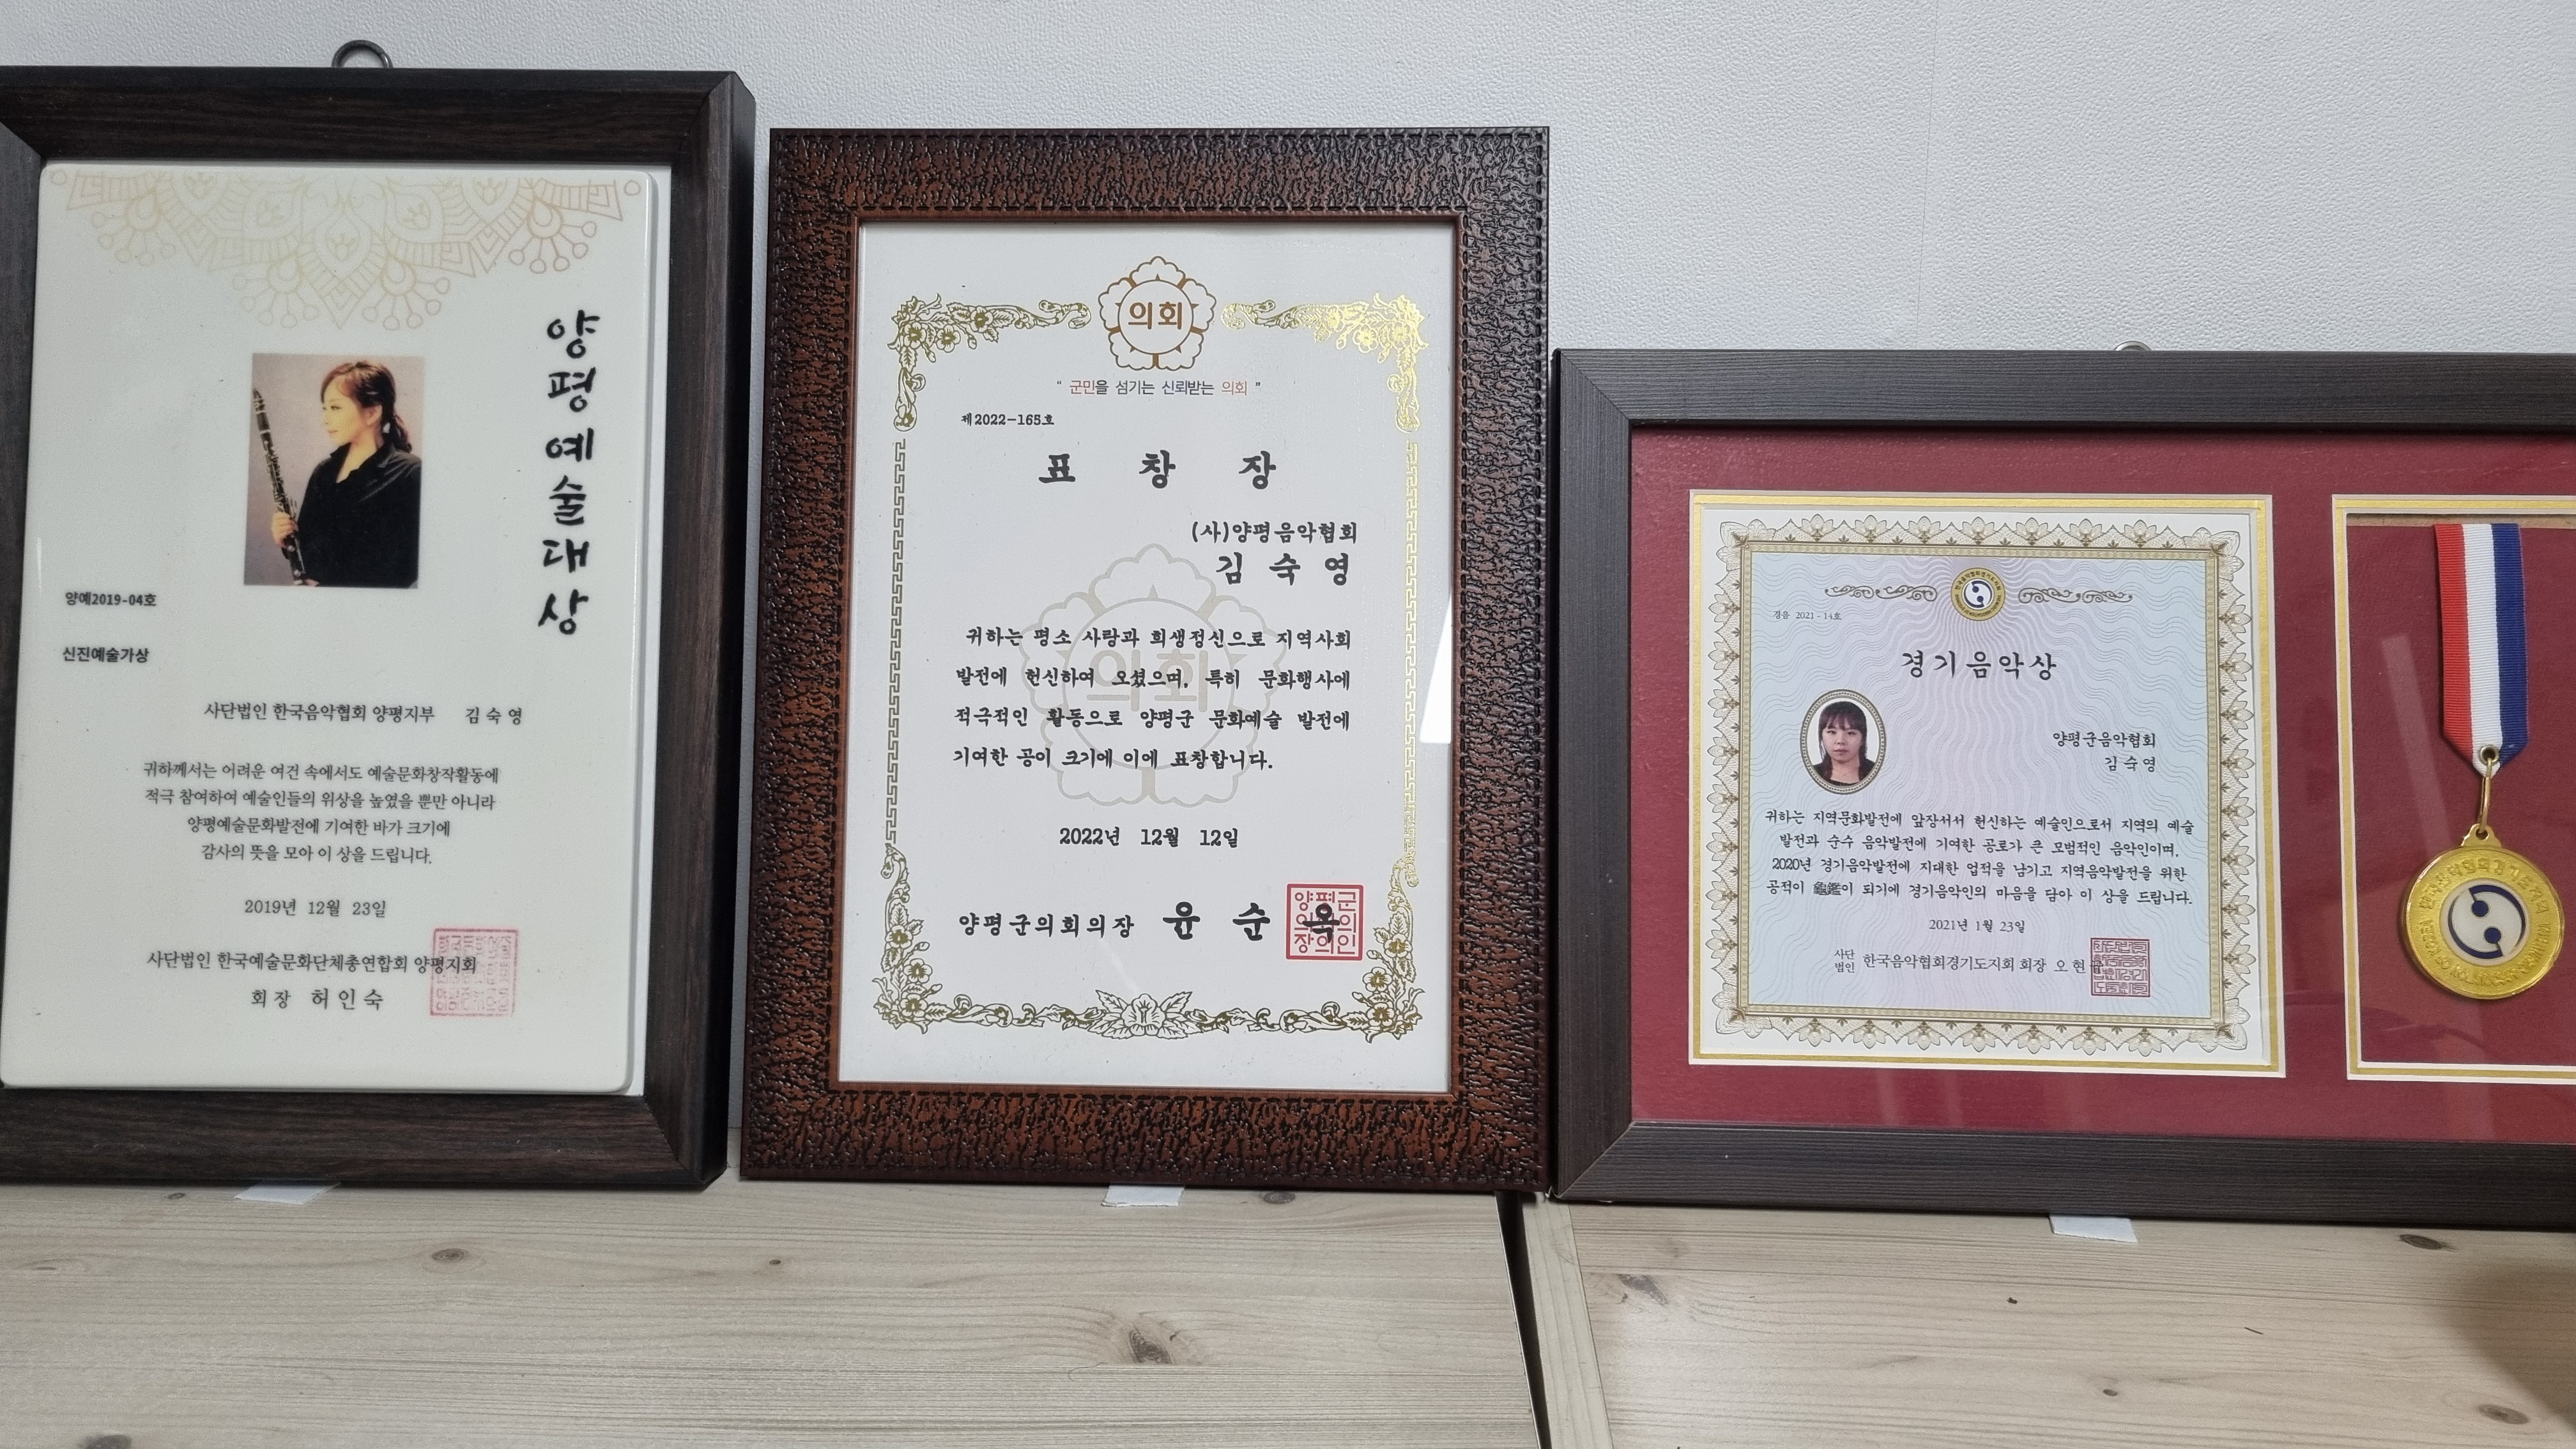 양평예술대상
양예2019-04호
신진예술가상
사단법인 한국음악협회 양평지부 김 숙 영
귀하께서는 어려운 여건 속에서도 예술문화창작활동에
적극 참여하여 예술인들의 위상을 높였을 뿐만 아니라
양평예술문화발전에 기여한 바가 크기에
감사의 뜻을 모아 이 상을 드립니다.
2019년 12월 23일
사단법인 한국예술문화단체총연합회 양평지회
회 장 허 인 숙
의회
" 군민을 섬기는 신뢰받는 의회 "
제2022-165호
표 창 장
(사)양평음악협회
김 숙 영
의회
귀하는 평소 사랑과 희생정신으로 지역사회
발전에 헌신하여 오셨으며, 특히 문화행사에
적극적인 활동으로 양평군 문화예술 발전에
기여한 공이 크기에 이에 표창합니다.
2022년 12월 12일
양평군의회의장 윤 순 옥
양평군
의회의
장의인
경음 2021 - 14호
경기음악상
양평군음악협회
김 숙 영
귀하는 지역문화발전에 앞장서서 헌신하는 예술인으로서 지역의 예술
발전과 순수 음악발전에 기여한 공로가 큰 모범적인 음악인이며,
2020년 경기음악발전에 지대한 업적을 남기고 지역음악발전을 위한
공적이 龜鑑이 되기에 경기음악인의 마음을 담아 이 상을 드립니다.
2021년 1월 23일
사단법인 한국음악협회경기도지회 회장 오 현